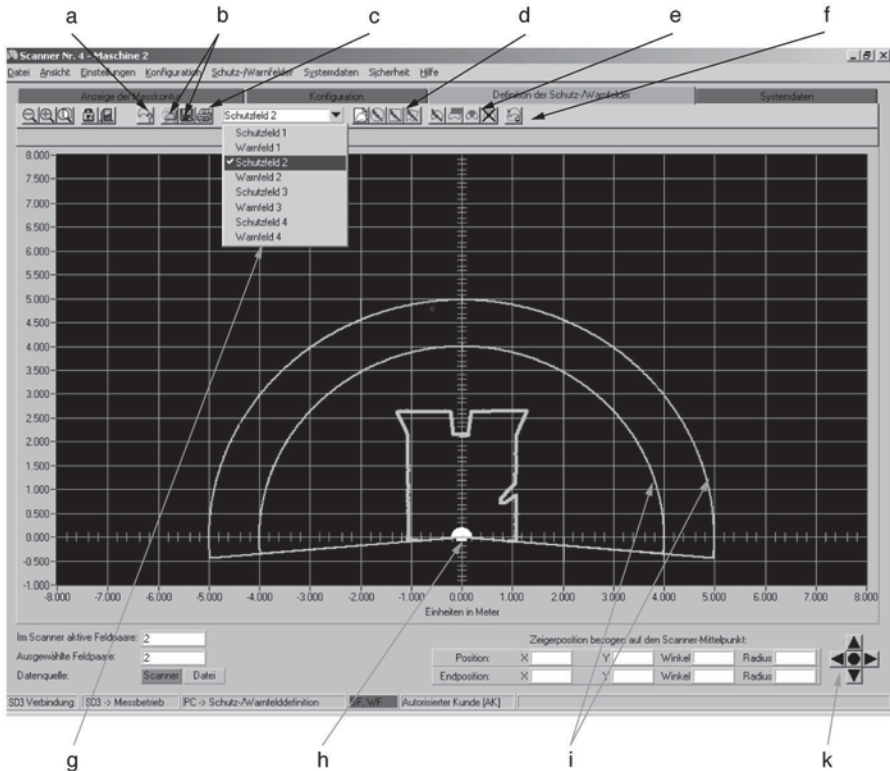 a b c d e f
Scanner Nr. 4 - Maschine 2
Datei Ansicht Einstellungen Konfiguration Schutz-/Warnfelder Systemdaten Sicherheit Hilfe
Anzeige der Messkontur Konfiguration Definition der Schutz-/Warnfelder Systemdaten
Schutzfeld 2
Schutzfeld 1
Warnfeld 1
Schutzfeld 2
Warnfeld 2
Schutzfeld 3
Warnfeld 3
Schutzfeld 4
Warnfeld 4
8.000
7.500
7.000
6.500
6.000
5.500
5.000
4.500
4.000
3.500
3.000
2.500
2.000
1.500
1.000
0.500
0.000
-0.500
-1.000
-8.000 -7.000 -6.000 -5.000 -4.000 -3.000 -2.000 -1.000 0.000 1.000 2.000 3.000 4.000 5.000 6.000 7.000 8.000
Einheiten in Meter
Im Scanner aktive Feldpaare: 2
Ausgewählte Feldpaare: 2
Datenquelle: Scanner Datei
Zeigerposition bezogen auf den Scanner-Mittelpunkt:
Position: X Y Winkel Radius
Endposition: X Y Winkel Radius
SD3 Verbindung SD3 -> Messbetrieb PC -> Schutz-/Warnfelddefinition SF, WF Autorisierter Kunde [AK]
g h i k